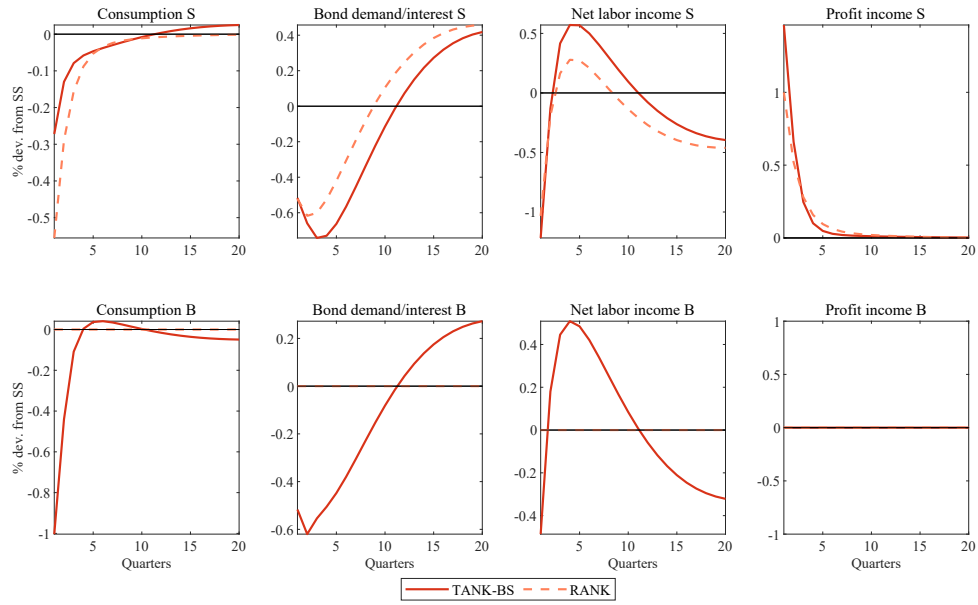 Consumption S
Bond demand/interest S
Net labor income S
Profit income S
% dev. from SS
0
-0.1
-0.2
-0.3
-0.4
-0.5
5 10 15 20
0.4
0.2
0
-0.2
-0.4
-0.6
5 10 15 20
0.5
0
-0.5
-1
5 10 15 20
1
0.5
0
5 10 15 20
Consumption B
Bond demand/interest B
Net labor income B
Profit income B
% dev. from SS
0
-0.2
-0.4
-0.6
-0.8
-1
5 10 15 20
Quarters
0.2
0
-0.2
-0.4
-0.6
5 10 15 20
Quarters
0.4
0.2
0
-0.2
-0.4
5 10 15 20
Quarters
1
0.5
0
-0.5
-1
5 10 15 20
Quarters
TANK-BS RANK